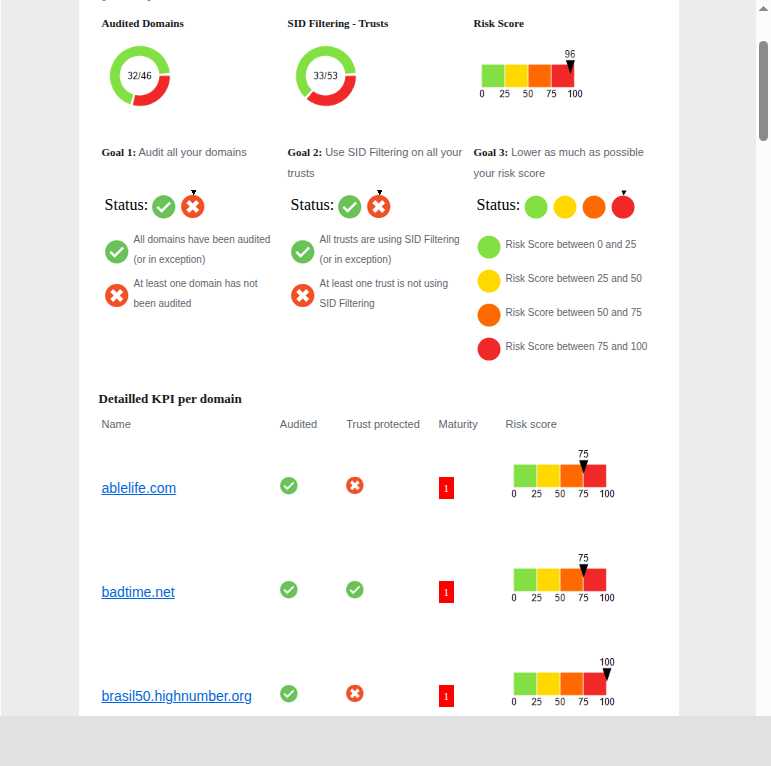 Audited Domains
SID Filtering - Trusts
Risk Score
96
32/46
33/53
0 25 50 75 100
Goal 1: Audit all your domains
Goal 2: Use SID Filtering on all your
trusts
Goal 3: Lower as much as possible
your risk score
Status:
Status:
Status:
All domains have been audited
(or in exception)
At least one domain has not
been audited
All trusts are using SID Filtering
(or in exception)
At least one trust is not using
SID Filtering
Risk Score between 0 and 25
Risk Score between 25 and 50
Risk Score between 50 and 75
Risk Score between 75 and 100
Detailled KPI per domain
Name Audited Trust protected Maturity Risk score
75
ablelife.com 1
0 25 50 75 100
75
badtime.net 1
0 25 50 75 100
100
brasil50.highnumber.org 1
0 25 50 75 100